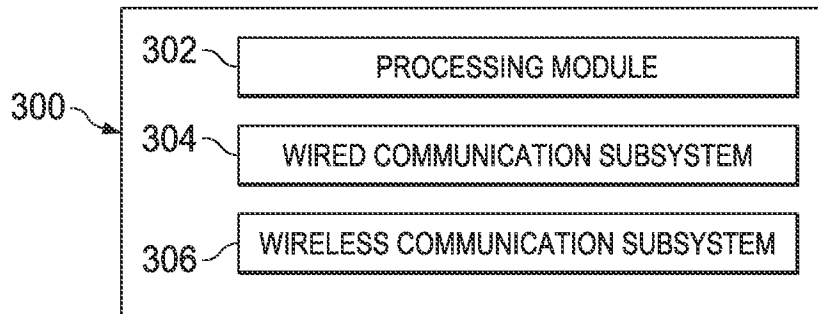 302 PROCESSING MODULE
300
304 WIRED COMMUNICATION SUBSYSTEM
306 WIRELESS COMMUNICATION SUBSYSTEM